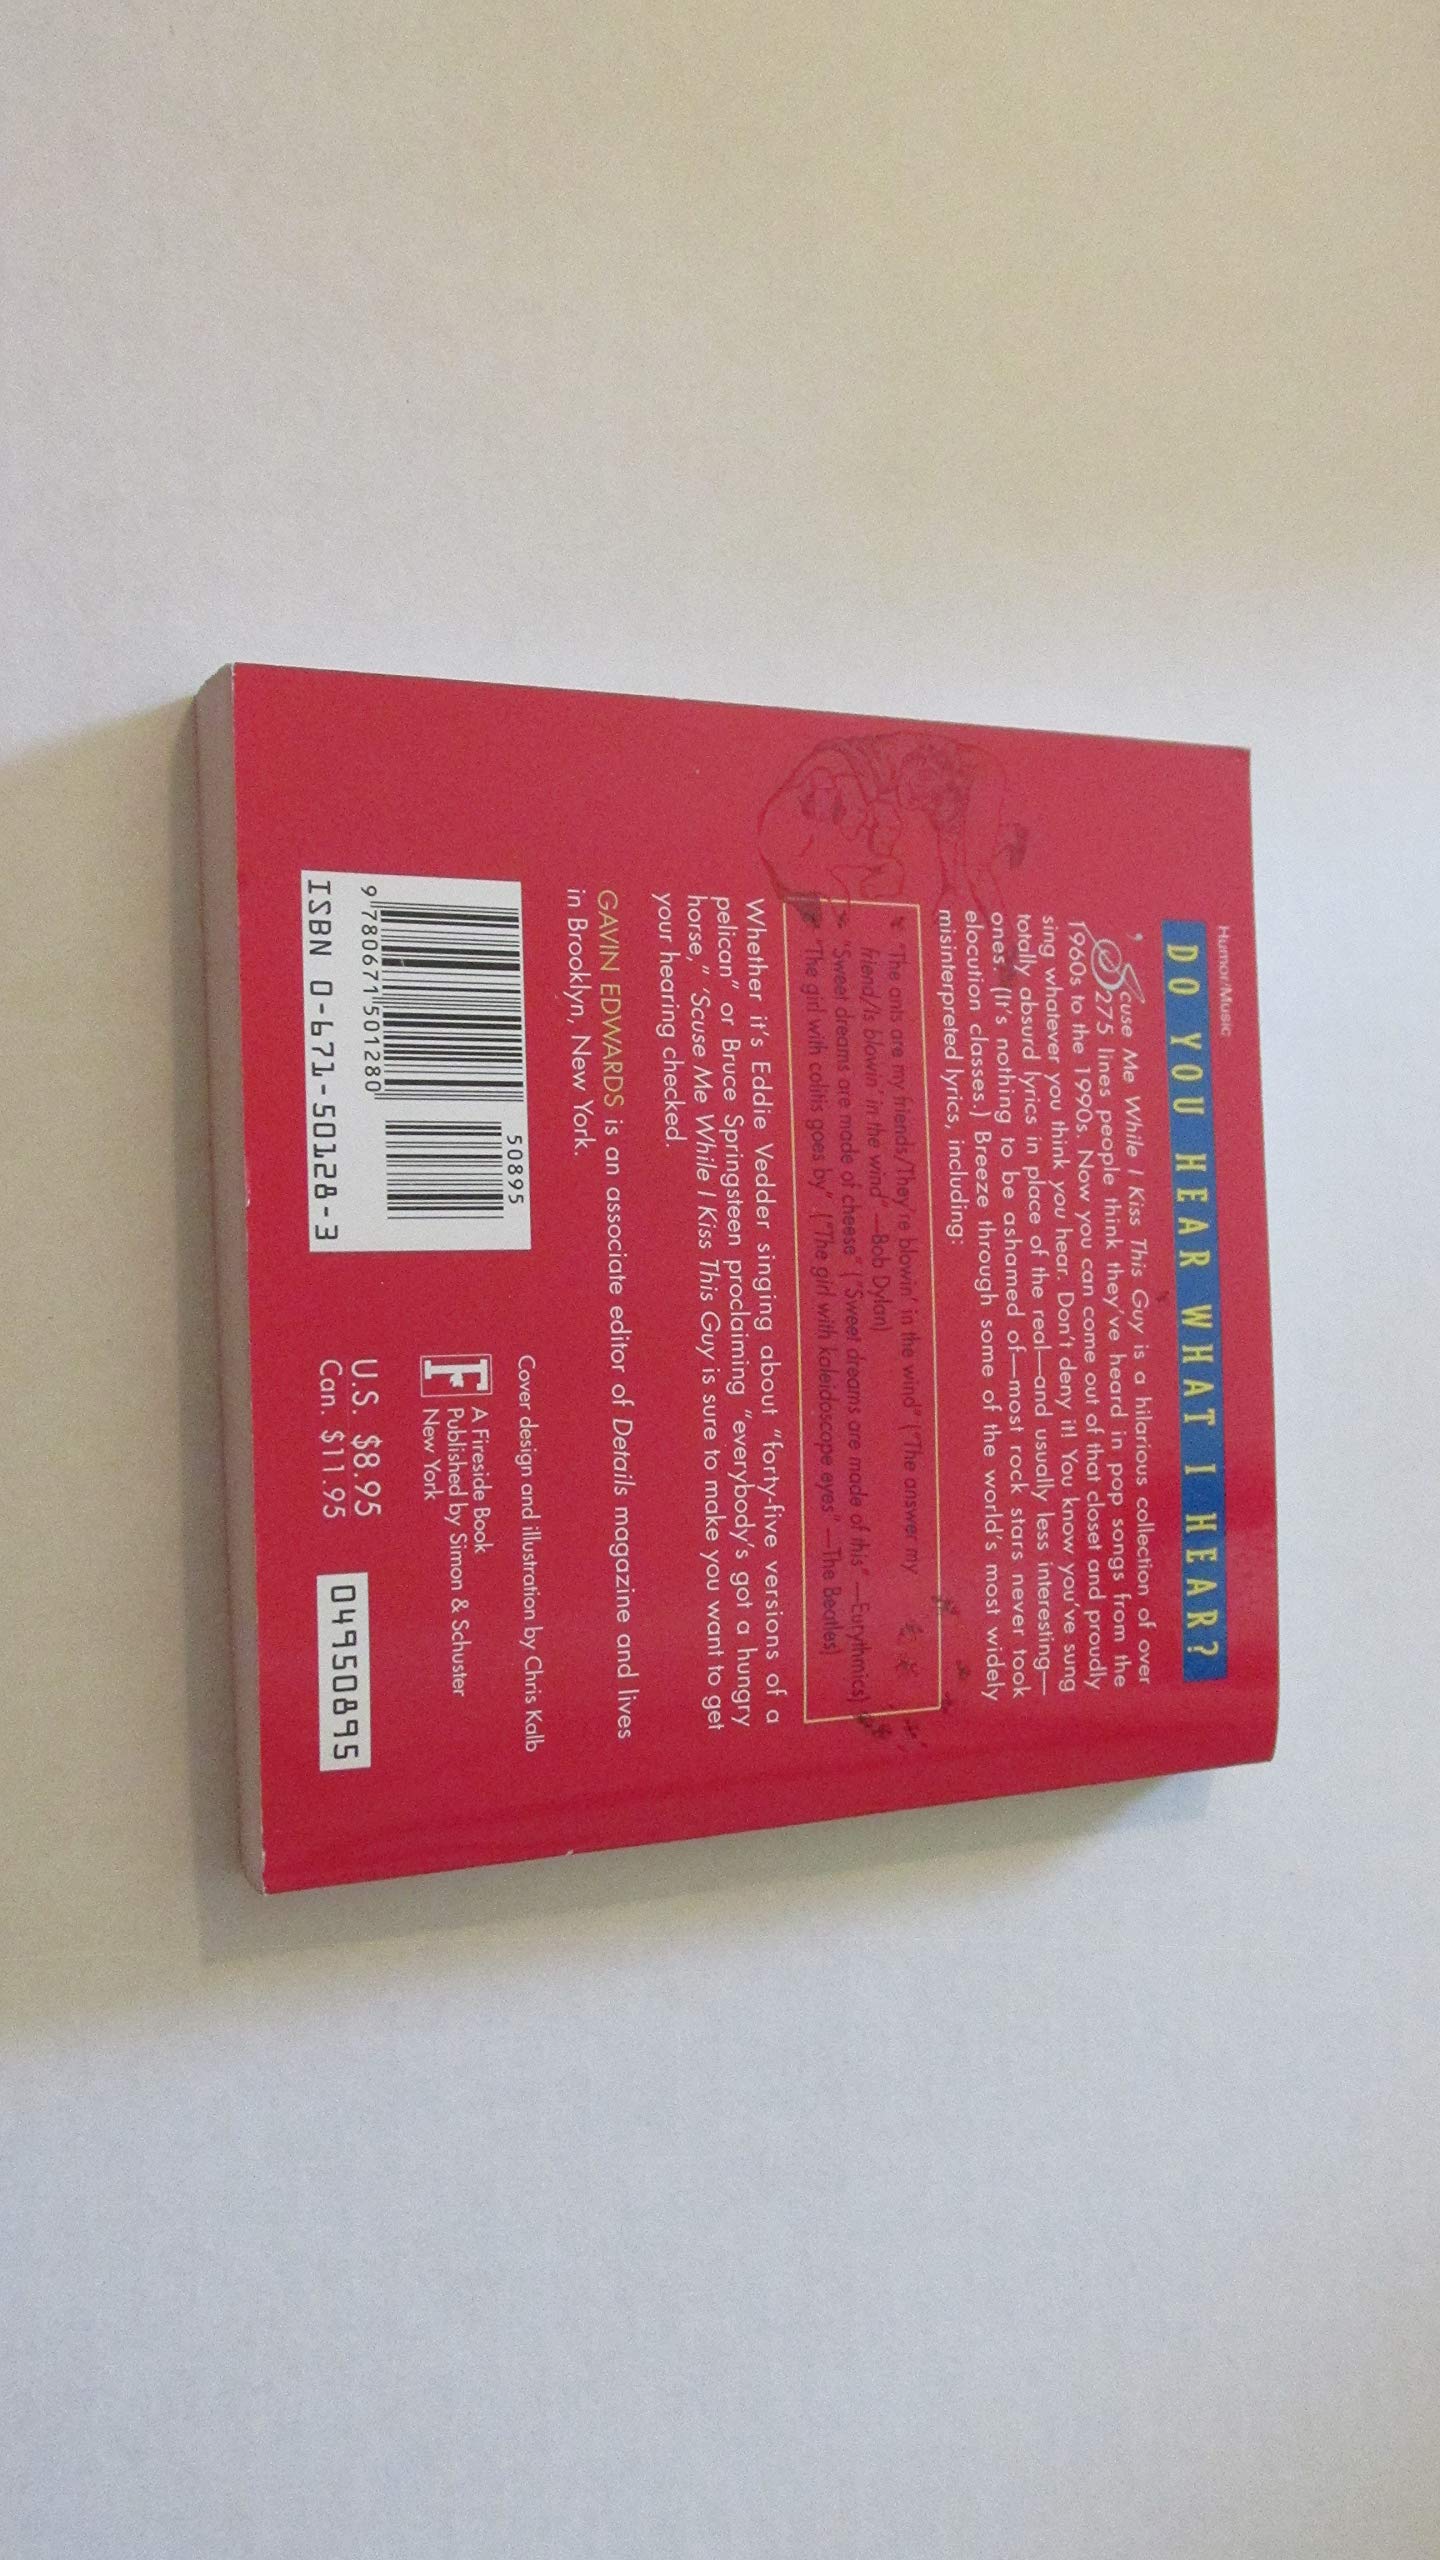 Humor/Music
DO YOU HEAR WHAT I HEAR?
'Scuse Me While I Kiss This Guy is a hilarious collection of over
275 lines people think they've heard in pop songs from the
1960s to the 1990s. Now you can come out of that closet and proudly
sing whatever you think you hear. Don't deny it! You know you've sung
totally absurd lyrics in place of the real—and usually less interesting—
ones. (It's nothing to be ashamed of—most rock stars never took
elocution classes.) Breeze through some of the world's most widely
misinterpreted lyrics, including:
"The ants are my friends/They're blowin' in the wind" ("The answer my
friend/Is blowin' in the wind"—Bob Dylan)
"Sweet dreams are made of cheese" ("Sweet dreams are made of this"—Eurythmics)
"The girl with colitis goes by" ("The girl with kaleidoscope eyes"—The Beatles)
Whether it's Eddie Vedder singing about "forty-five versions of a
pelican" or Bruce Springsteen proclaiming "everybody's got a hungry
horse," 'Scuse Me While I Kiss This Guy is sure to make you want to get
your hearing checked.
GAVIN EDWARDS is an associate editor of Details magazine and lives
in Brooklyn, New York.
Cover design and illustration by Chris Kalb
A Fireside Book
Published by Simon & Schuster
New York
U.S. $8.95
Can. $11.95
50895
9 780671 501280
ISBN 0-671-50128-3
04950895